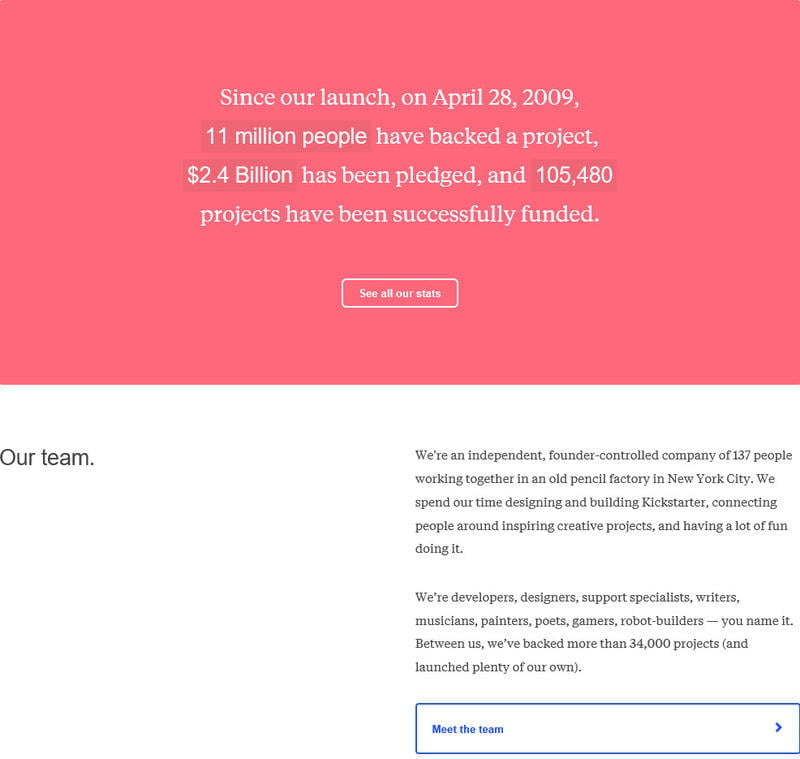 Since our launch, on April 28, 2009,
11 million people have backed a project,
$2.4 Billion has been pledged, and 105,480
projects have been successfully funded.
See all our stats
Our team.
We're an independent, founder-controlled company of 137 people
working together in an old pencil factory in New York City. We
spend our time designing and building Kickstarter, connecting
people around inspiring creative projects, and having a lot of fun
doing it.
We’re developers, designers, support specialists, writers,
musicians, painters, poets, gamers, robot-builders — you name it.
Between us, we’ve backed more than 34,000 projects (and
launched plenty of our own).
Meet the team